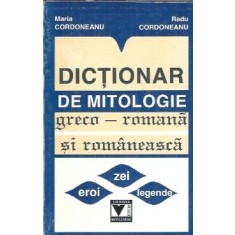 Maria Radu
CORDONEANU CORDONEANU
DICȚIONAR
DE MITOLOGIE
greco – romană
și românească
zei
eroi legende